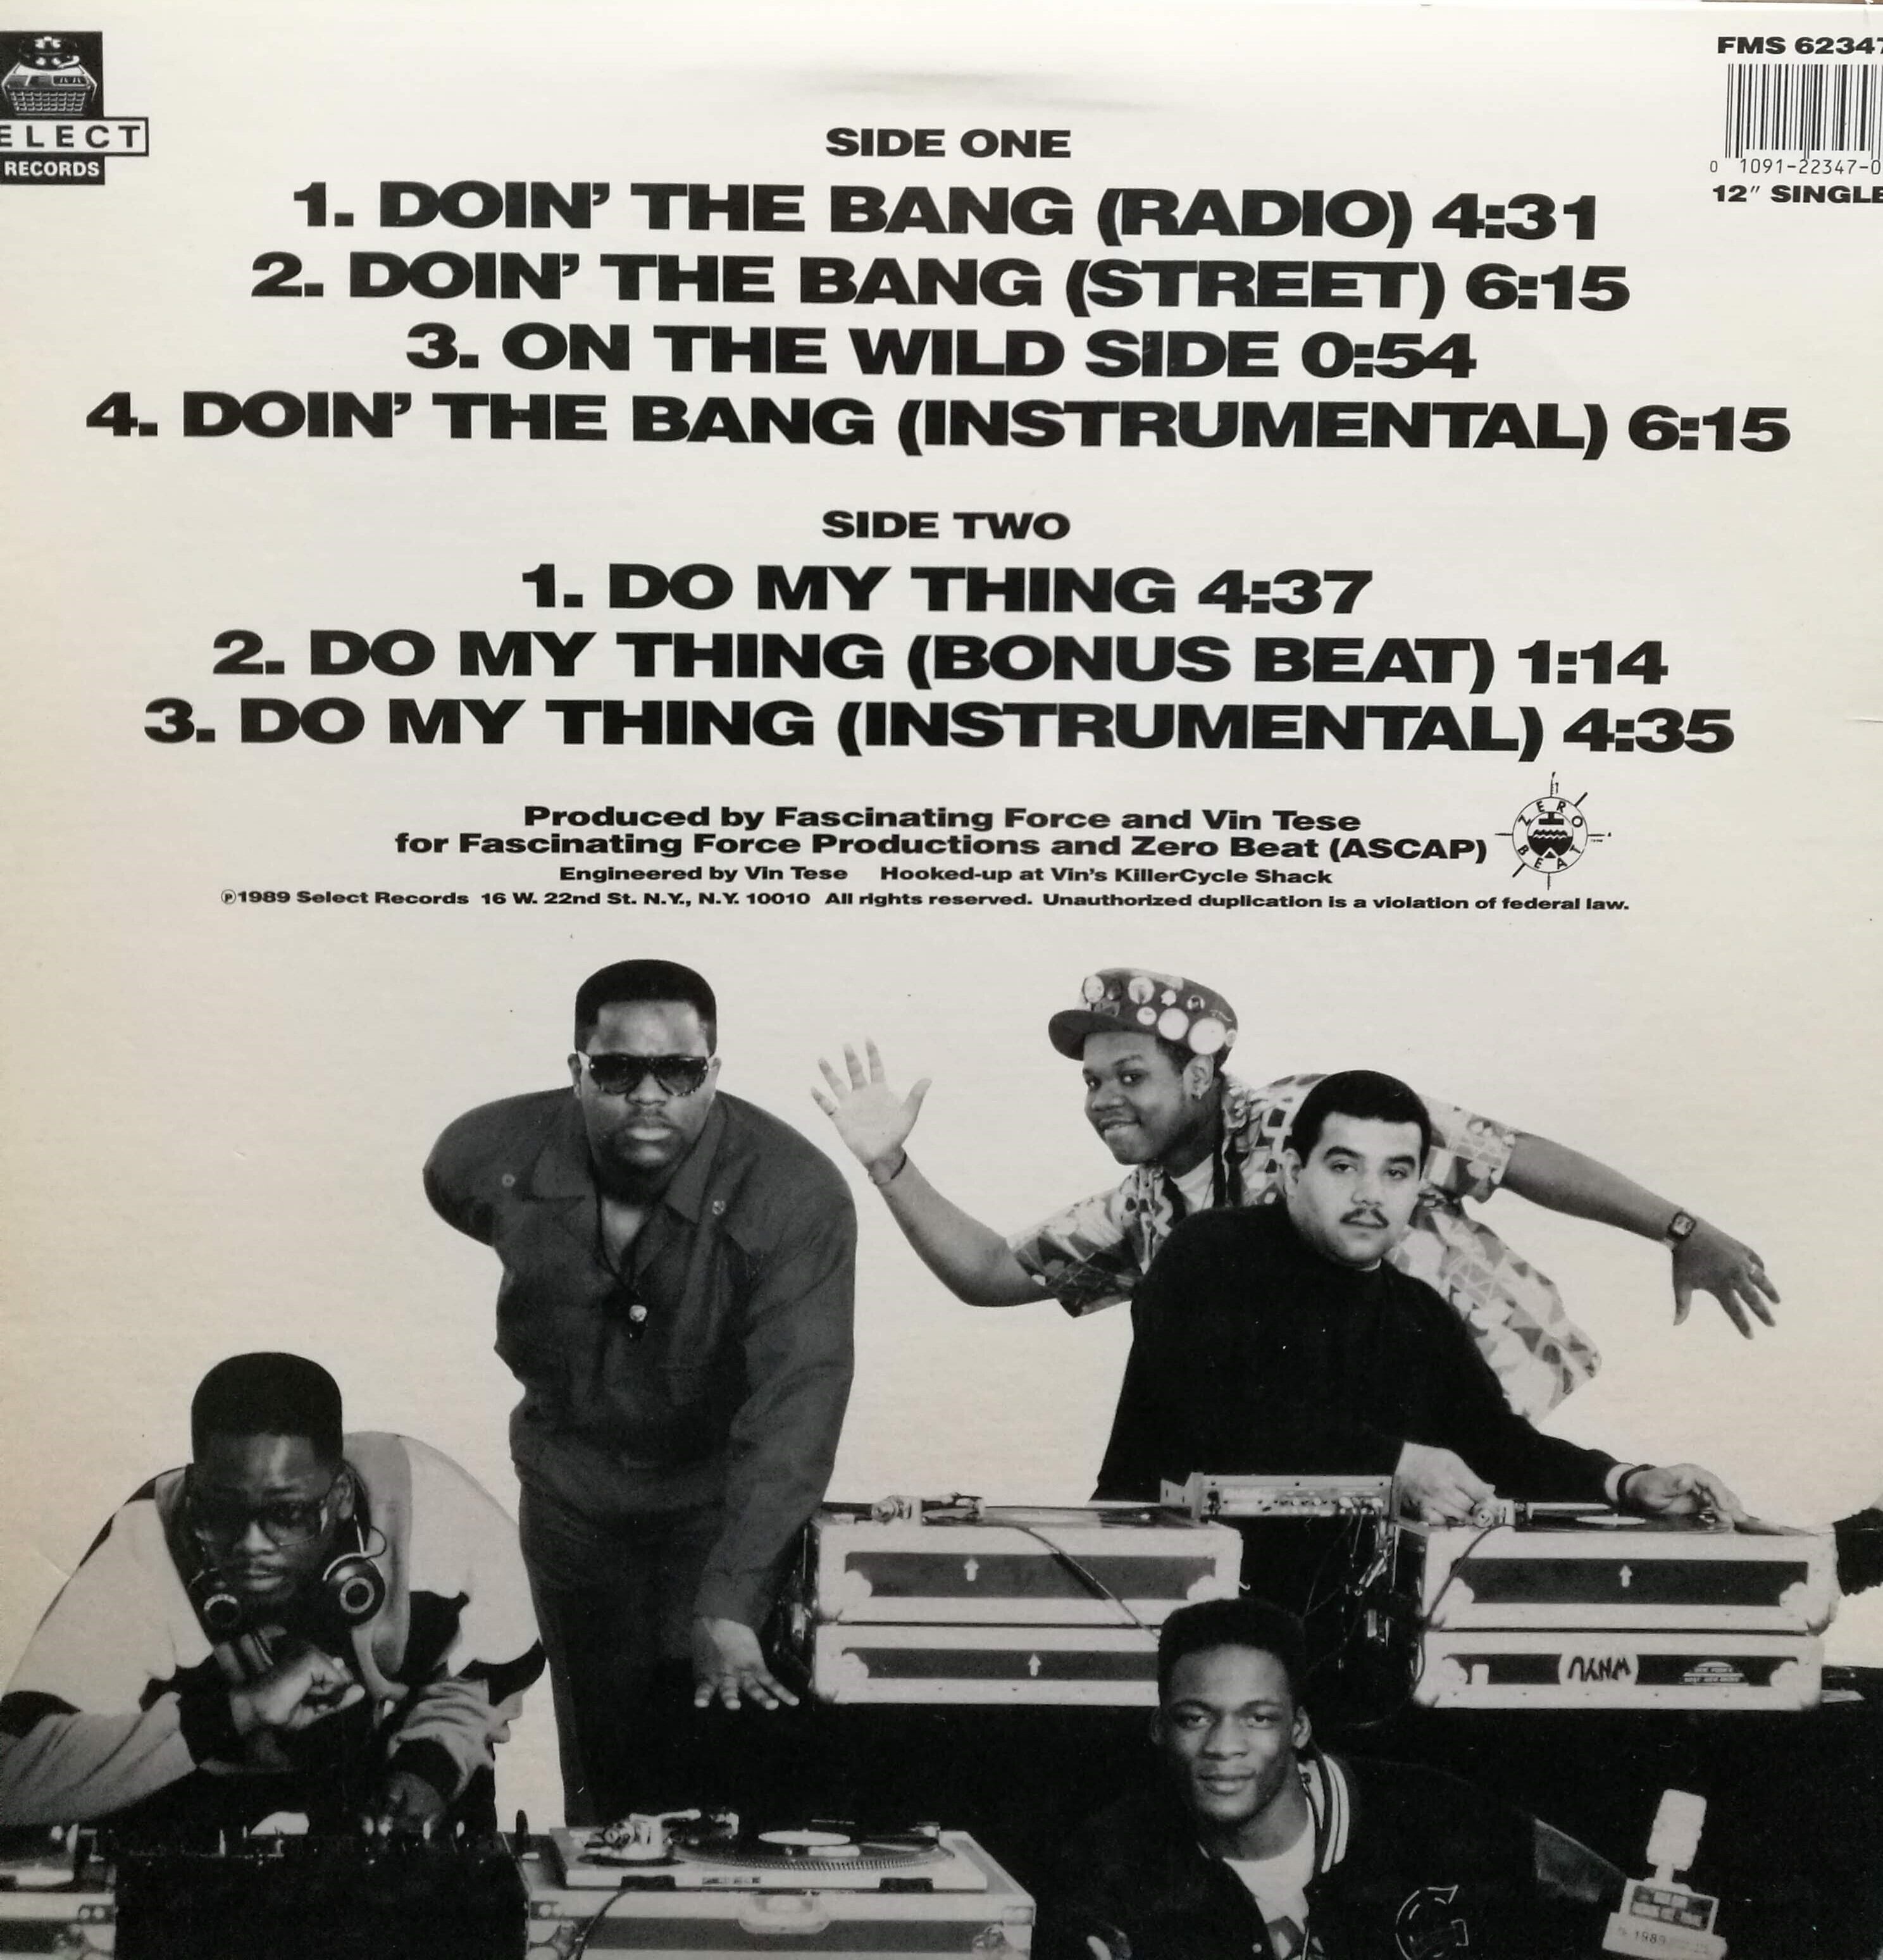 ELECT
RECORDS
FMS 62347
0 1091-22347-0
12" SINGLE
SIDE ONE
1. DOIN' THE BANG (RADIO) 4:31
2. DOIN' THE BANG (STREET) 6:15
3. ON THE WILD SIDE 0:54
4. DOIN' THE BANG (INSTRUMENTAL) 6:15
SIDE TWO
1. DO MY THING 4:37
2. DO MY THING (BONUS BEAT) 1:14
3. DO MY THING (INSTRUMENTAL) 4:35
Produced by Fascinating Force and Vin Tese
for Fascinating Force Productions and Zero Beat (ASCAP)
ZERO
BEAT
Engineered by Vin Tese Hooked-up at Vin's KillerCycle Shack
℗1989 Select Records 16 W. 22nd St. N.Y., N.Y. 10010 All rights reserved. Unauthorized duplication is a violation of federal law.
WNYU
G
1989